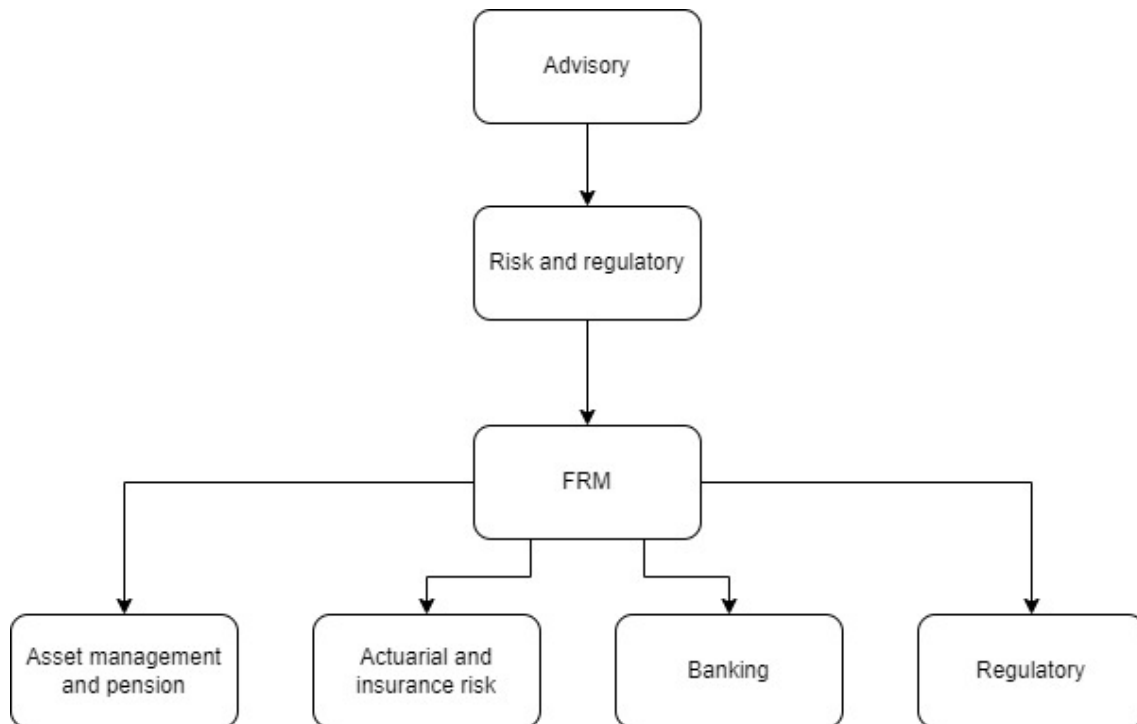 Advisory
Risk and regulatory
FRM
Asset management
and pension
Actuarial and
insurance risk
Banking
Regulatory